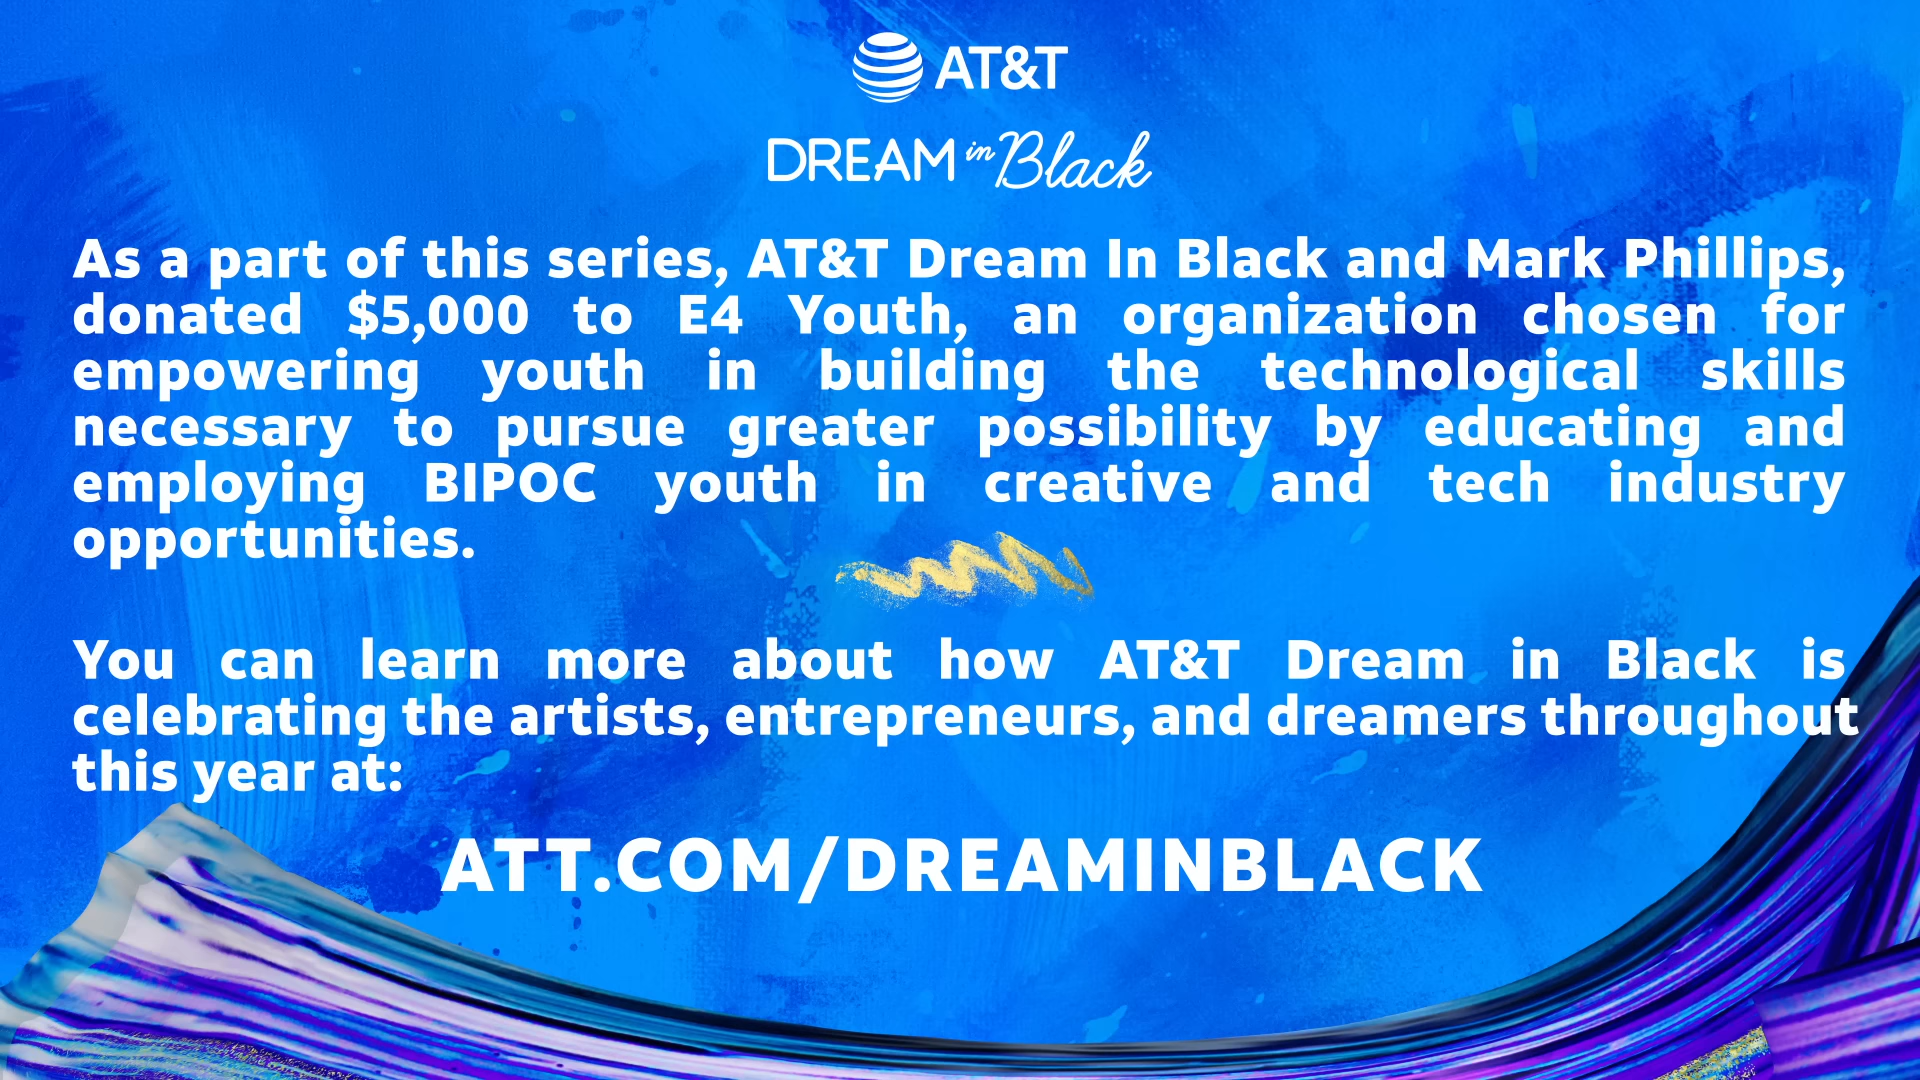 AT&T
DREAM in Black
As a part of this series, AT&T Dream In Black and Mark Phillips,
donated $5,000 to E4 Youth, an organization chosen for
empowering youth in building the technological skills
necessary to pursue greater possibility by educating and
employing BIPOC youth in creative and tech industry
opportunities.
You can learn more about how AT&T Dream in Black is
celebrating the artists, entrepreneurs, and dreamers throughout
this year at:
ATT.COM/DREAMINBLACK